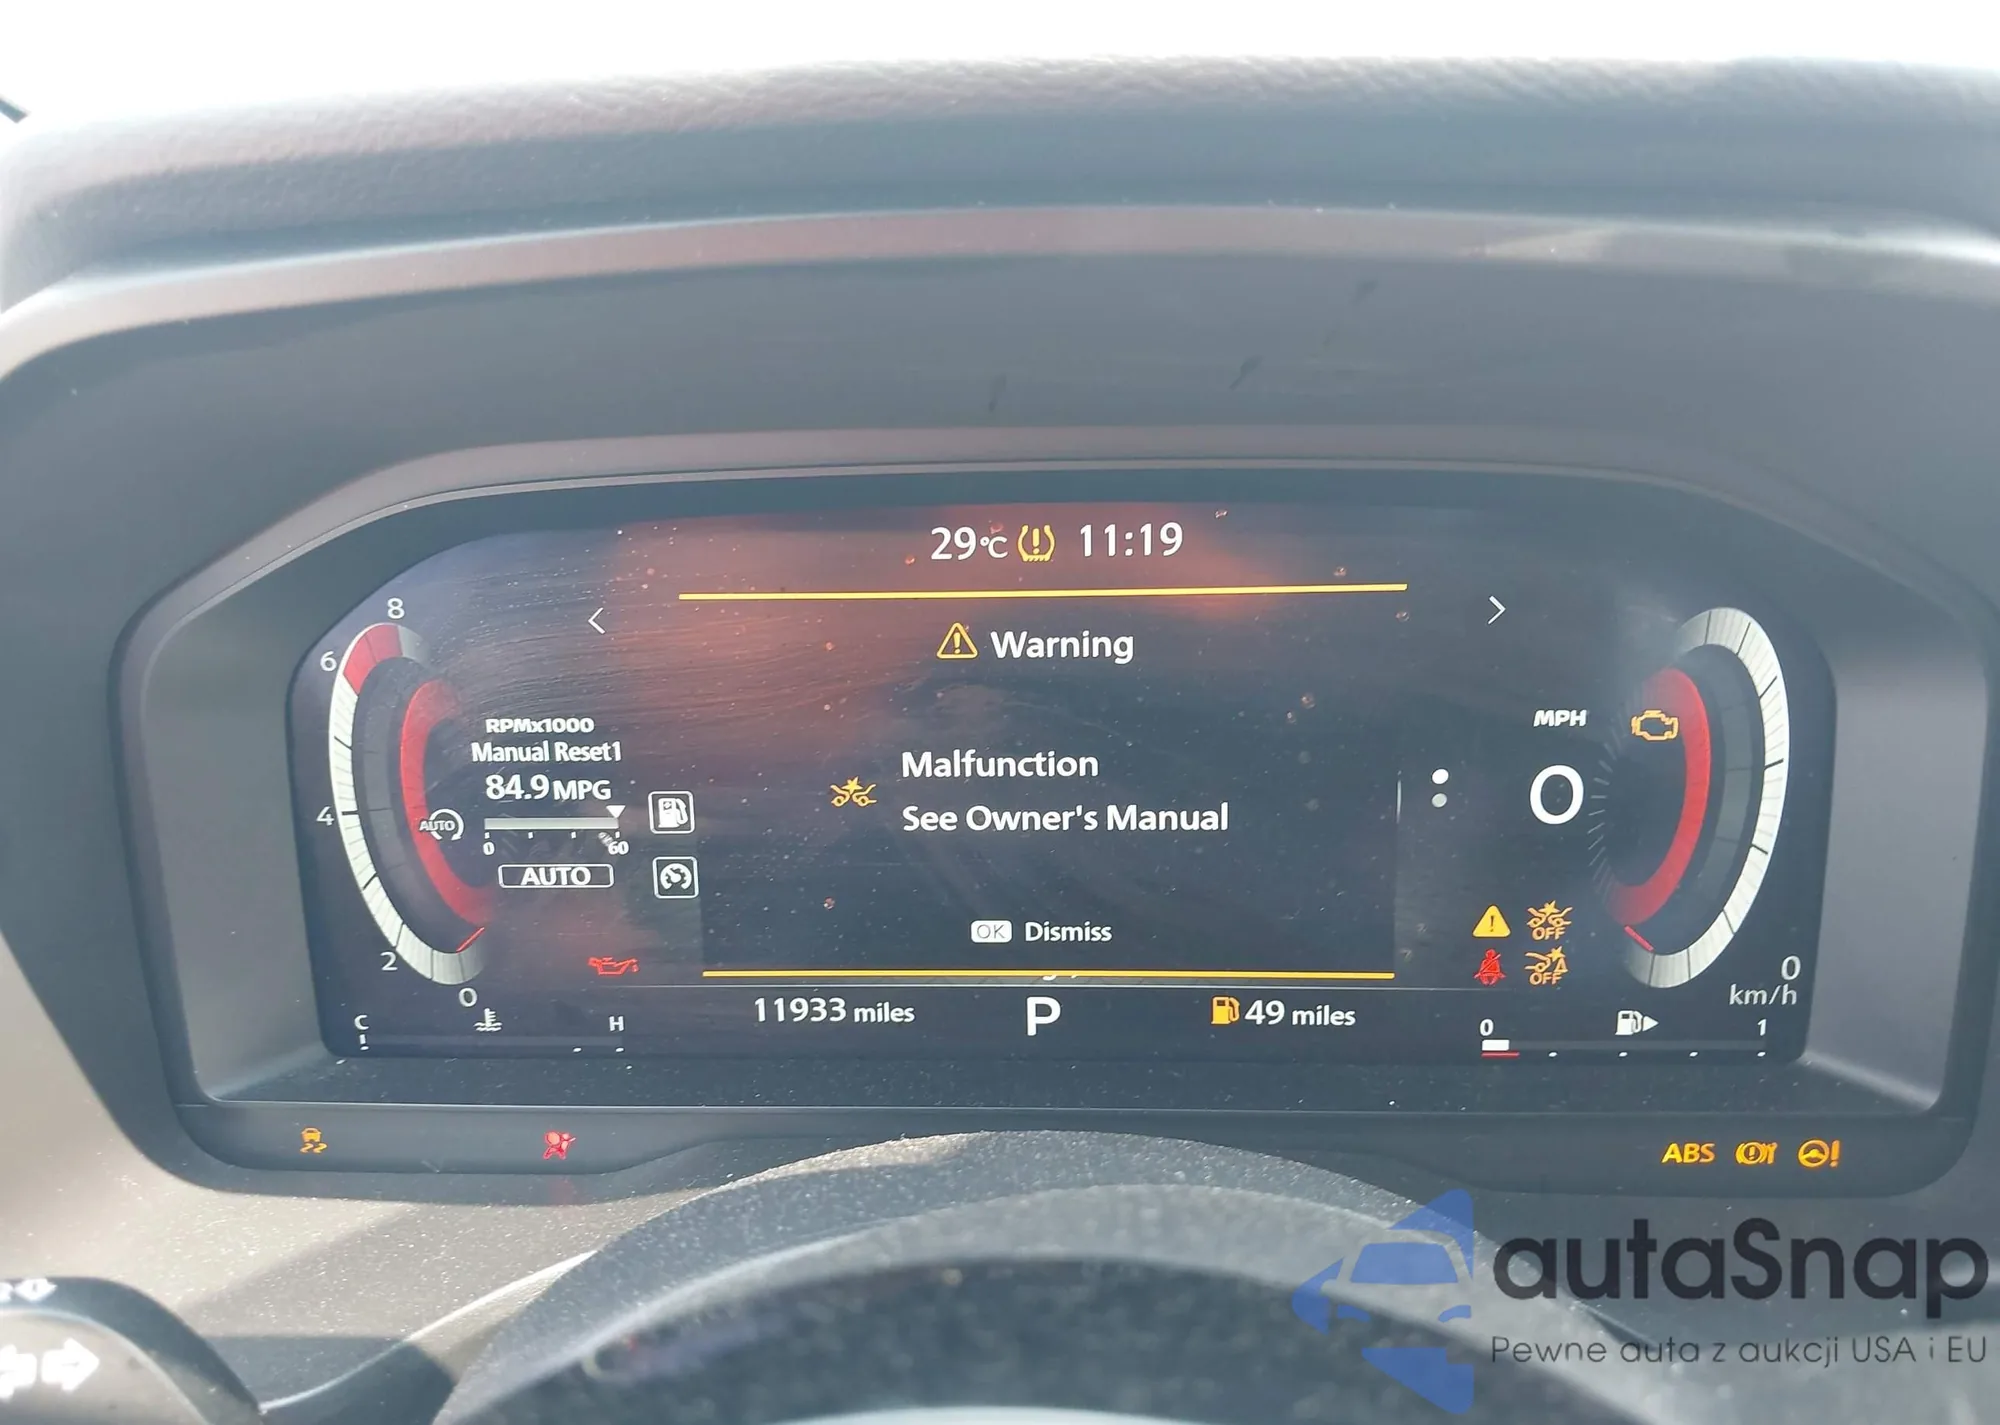 29°C 11:19
Warning
8
6
RPMx1000
MPH
Manual Reset1
Malfunction
84.9 MPG
0
4
AUTO
See Owner's Manual
0 60
AUTO
OK Dismiss
OFF
2
OFF
0
0
km/h
11933 miles P 49 miles
C H
0 1
ABS
autaSnap
Pewne auta z aukcji USA i EU